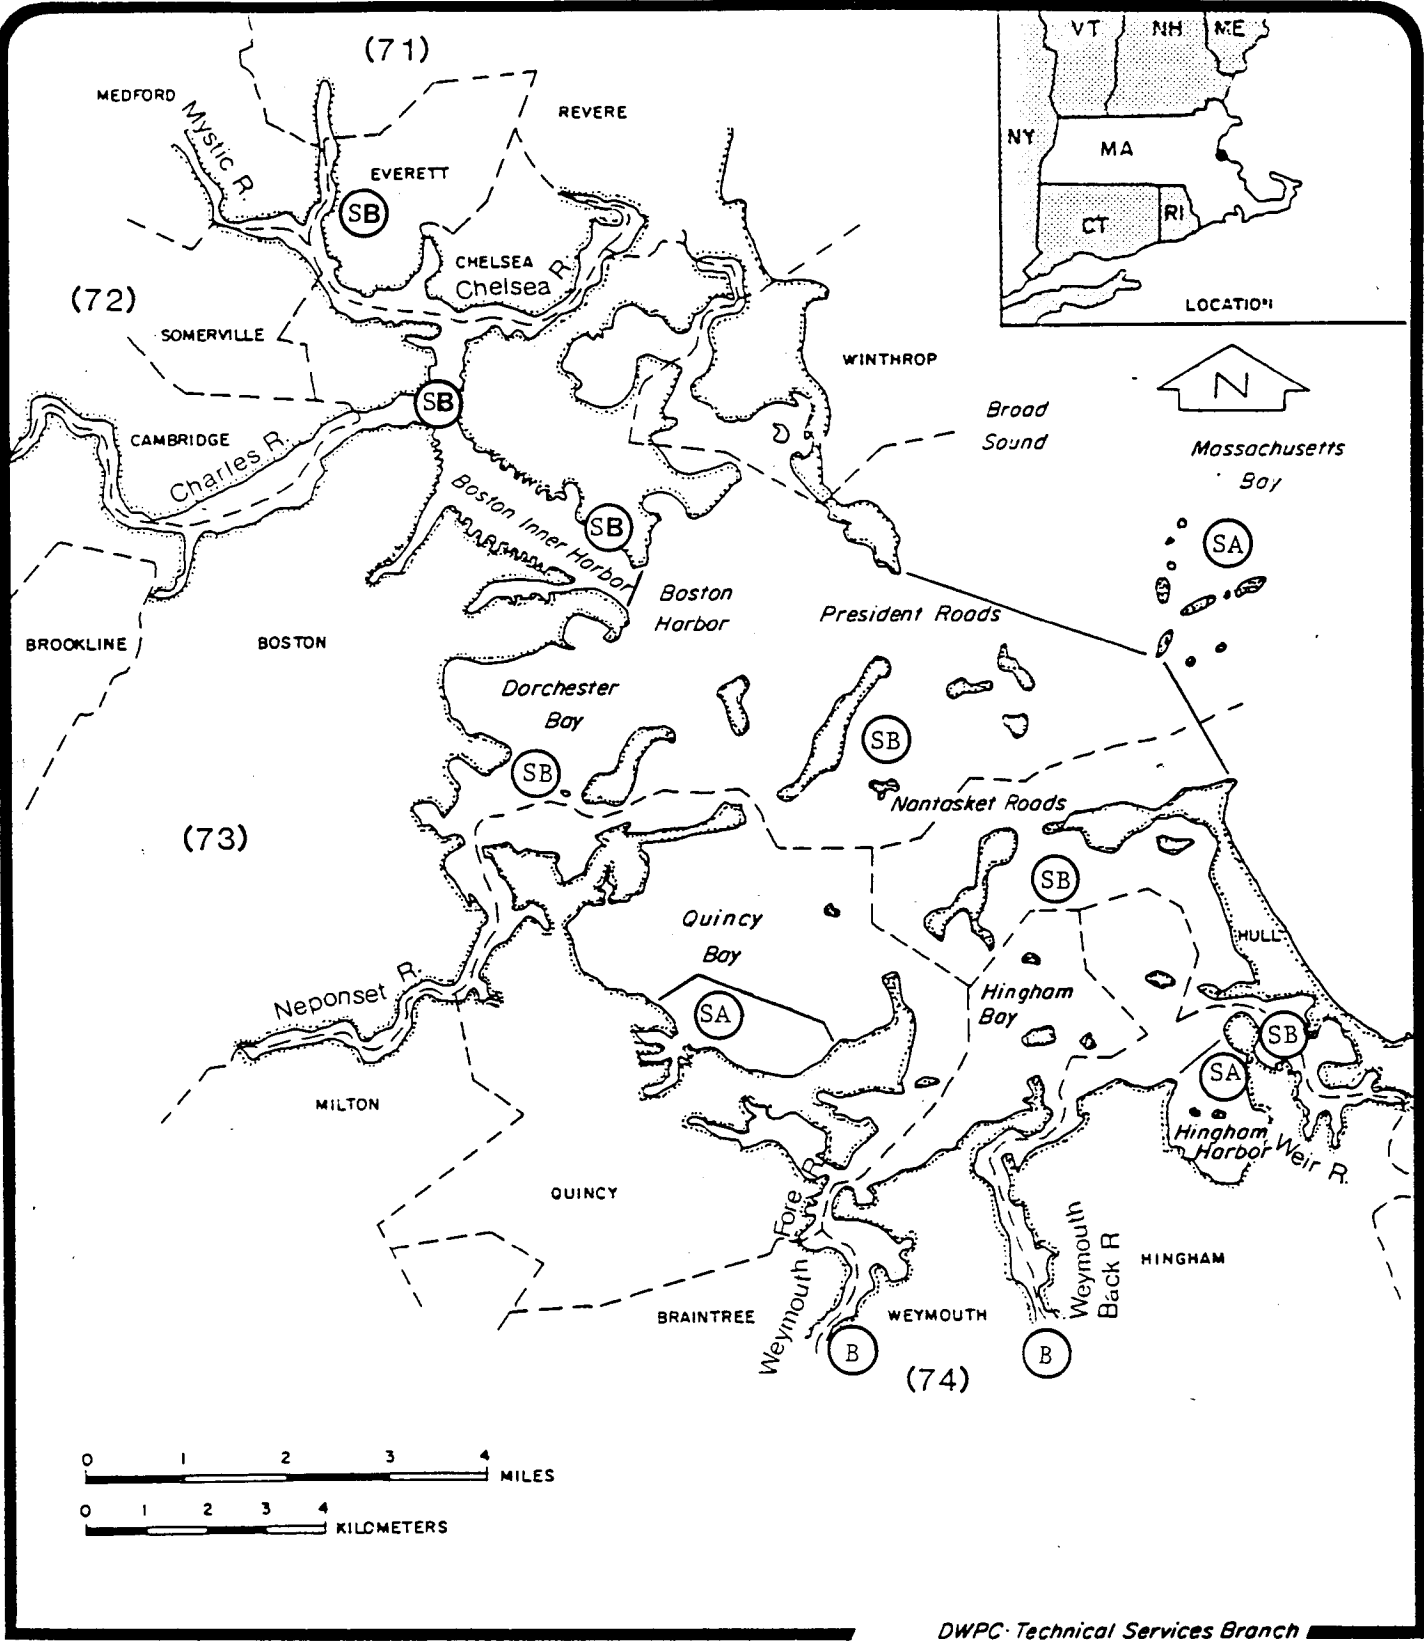 (71)
VT
NH
ME
MEDFORD
Mystic R.
REVERE
NY
MA
EVERETT
SB
CT
RI
CHELSEA
Chelsea R.
(72)
LOCATION
SOMERVILLE
WINTHROP
N
SB
Broad
Sound
CAMBRIDGE
Charles R.
Massachusetts
Bay
Boston Inner Harbor
SB
SA
Boston
Harbor
President Roads
BROOKLINE
BOSTON
Dorchester
Bay
SB
SB
Nantasket Roads
(73)
SB
Quincy
Bay
HULL
Neponset R.
Hingham
Bay
SA
SB
SA
MILTON
Hingham
Harbor
Weir R.
QUINCY
Weymouth Fore R.
Weymouth
Back R
HINGHAM
BRAINTREE
WEYMOUTH
B
B
(74)
0 1 2 3 4
MILES
0 1 2 3 4
KILOMETERS
DWPC· Technical Services Branch